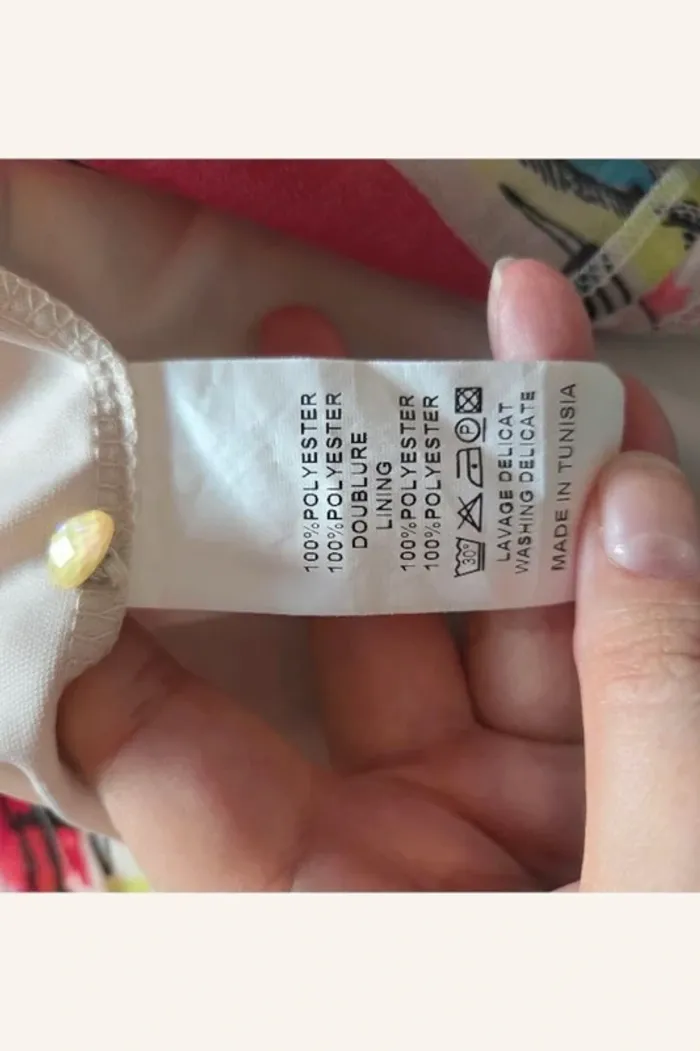 100%POLYESTER
100%POLYESTER
DOUBLURE
LINING
100%POLYESTER
100%POLYESTER
30°
P
LAVAGE DELICAT
WASHING DELICATE
MADE IN TUNISIA